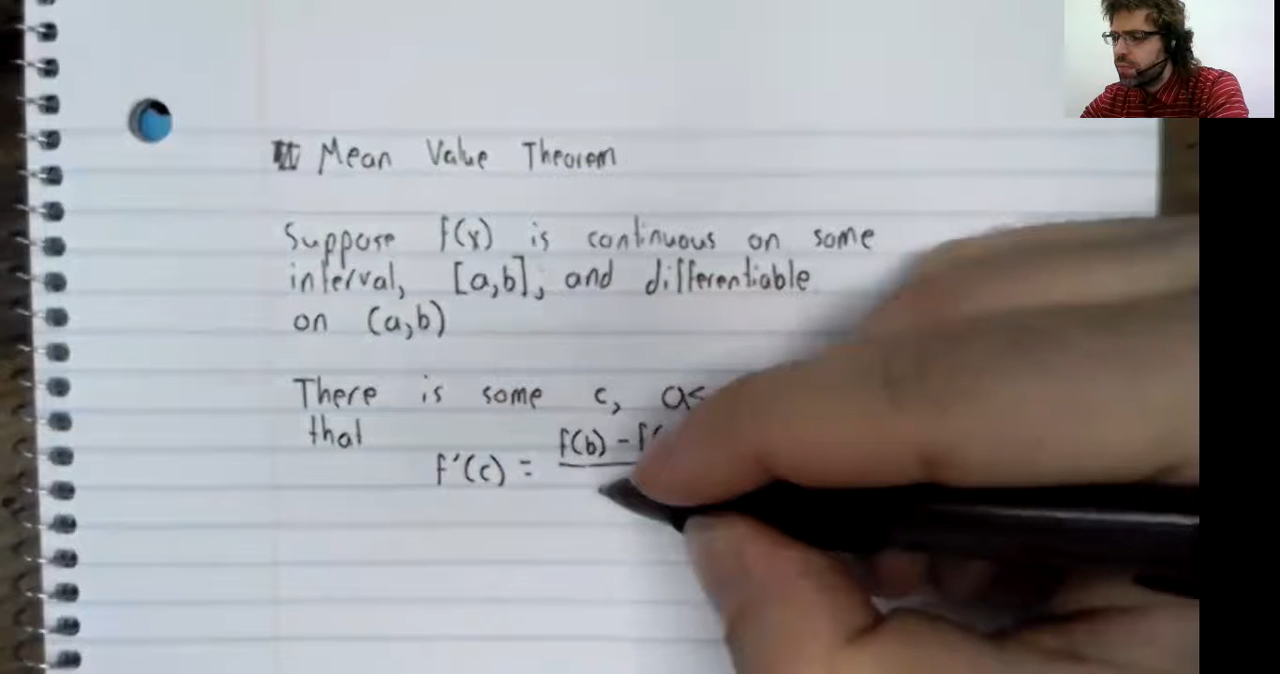 Mean Value Theorem
Suppose f(x) is continuous on some
interval, [a,b], and differentiable
on (a,b)
There is some c, a<
that
f'(c) = f(b) - f(